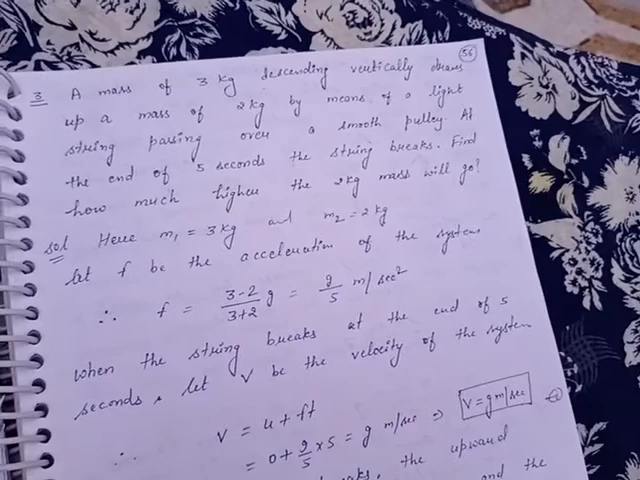 56
3 A mass of 3 kg descending vertically draws
up a mass of 2 kg by means of a light
string passing over a smooth pulley. At
the end of 5 seconds the string breaks. Find
how much higher the 2 kg mass will go?
Sol Here m₁ = 3 kg and m₂ = 2 kg
let f be the acceleration of the system
∴ f = (3-2)/(3+2) g = g/5 m/sec²
when the string breaks at the end of 5
seconds, let V be the velocity of the system
∴ V = u + ft
= 0 + g/5 × 5 = g m/sec ⇒ V = g m/sec
the upward
and the